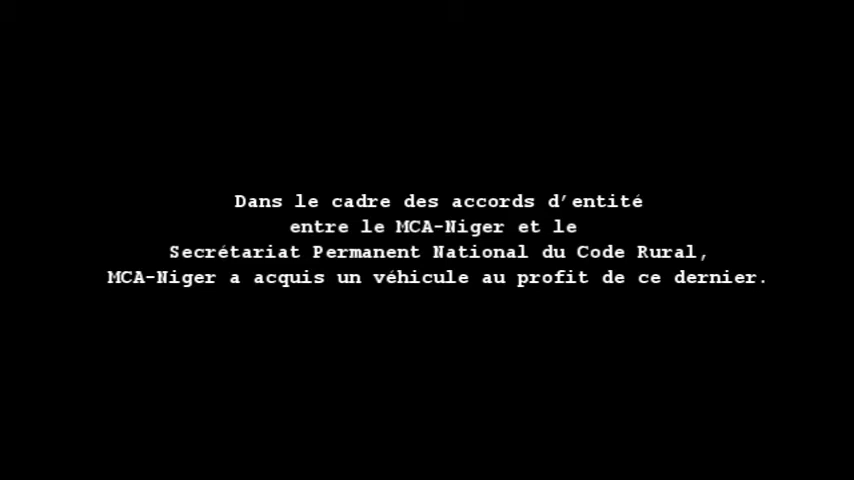 Dans le cadre des accords d’entité
entre le MCA-Niger et le
Secrétariat Permanent National du Code Rural,
MCA-Niger a acquis un véhicule au profit de ce dernier.